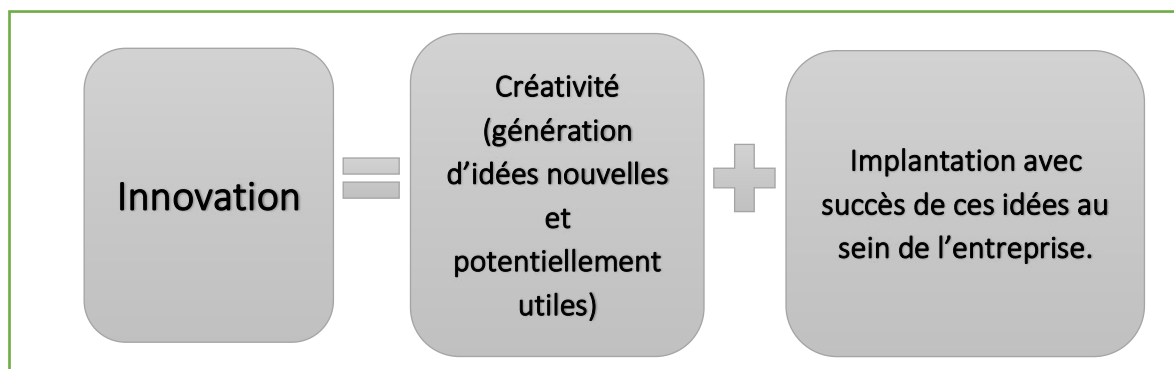 Innovation
=
Créativité
(génération
d’idées nouvelles
et
potentiellement
utiles)
+
Implantation avec
succès de ces idées au
sein de l’entreprise.